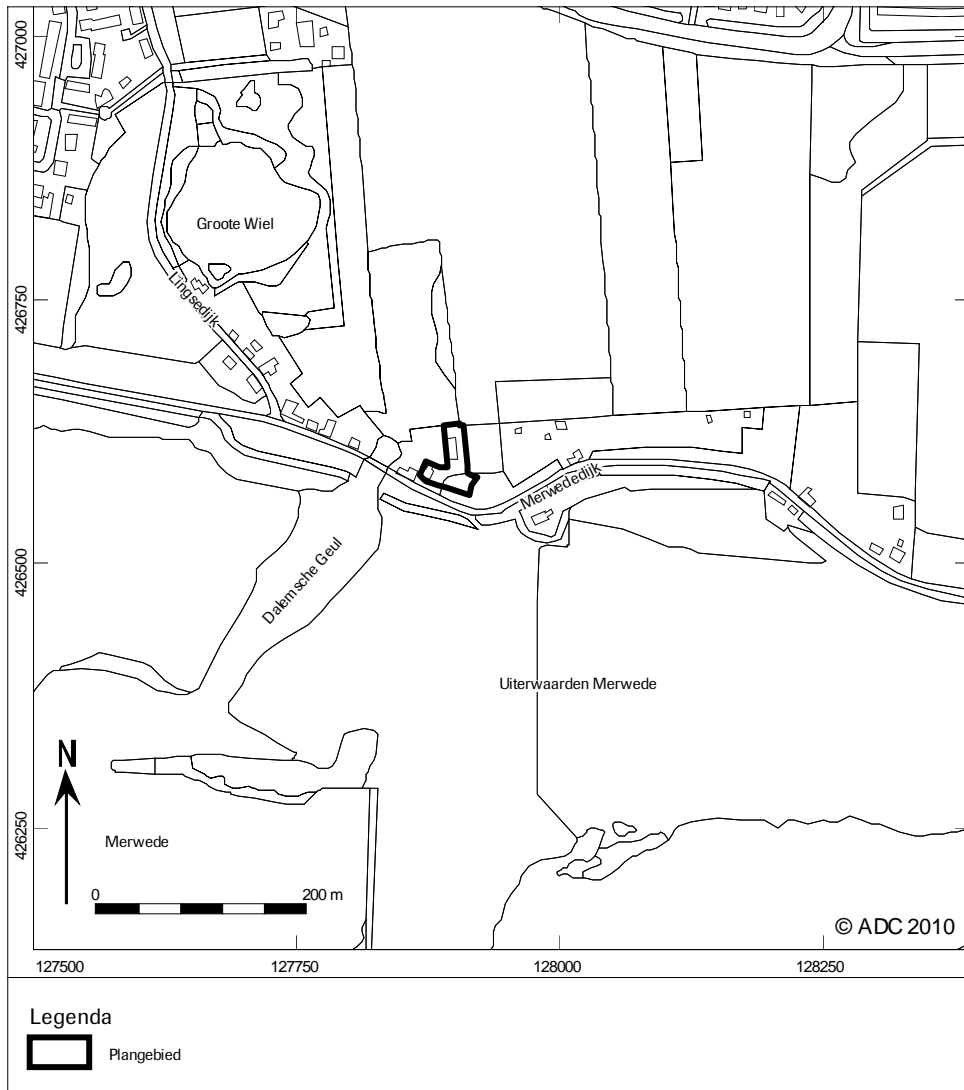 427000
Groote Wiel
426750
Lingsedijk
Merwededijk
426500
Dalemsche Geul
Uiterwaarden Merwede
N
426250
Merwede
0 200 m
© ADC 2010
127500 127750 128000 128250
Legenda
Plangebied